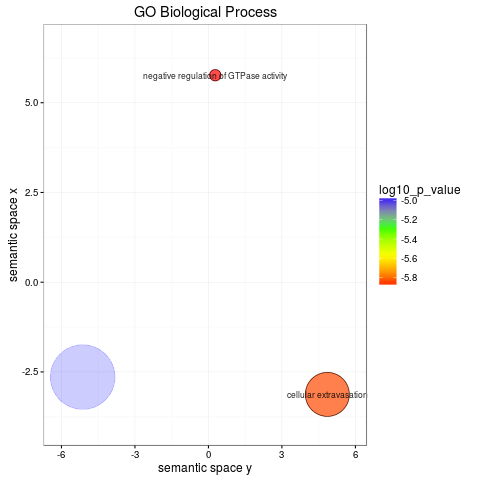 GO Biological Process
negative regulation of GTPase activity
cellular extravasation
5.0
2.5
0.0
-2.5
-6
-3
0
3
6
semantic space y
semantic space x
log10_p_value
-5.0
-5.2
-5.4
-5.6
-5.8